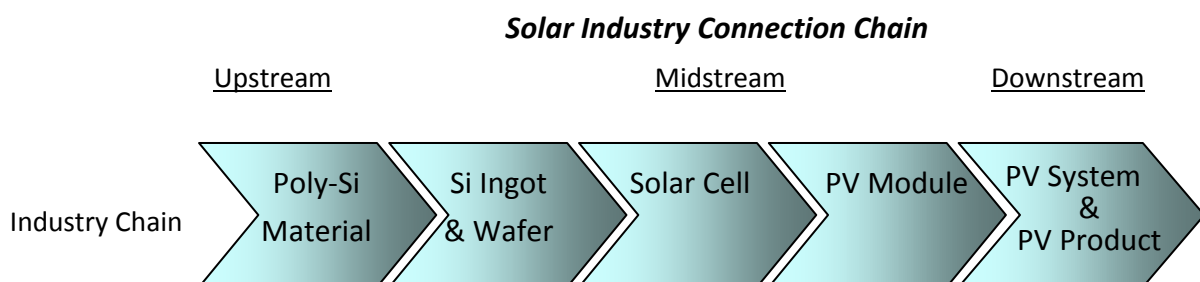 Solar Industry Connection Chain
Upstream
Midstream
Downstream
Industry Chain
Poly-Si
Material
Si Ingot
& Wafer
Solar Cell
PV Module
PV System
&
PV Product